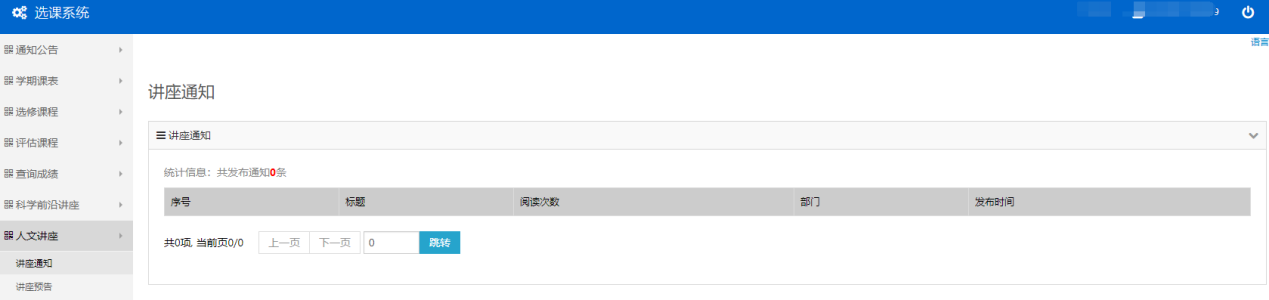 选课系统
9
语言
通知公告
学期课表
选修课程
评估课程
查询成绩
科学前沿讲座
人文讲座
讲座通知
讲座预告
讲座通知
讲座通知
统计信息：共发布通知0条
序号 标题 阅读次数 部门 发布时间
共0项, 当前页0/0 上一页 下一页 0 跳转